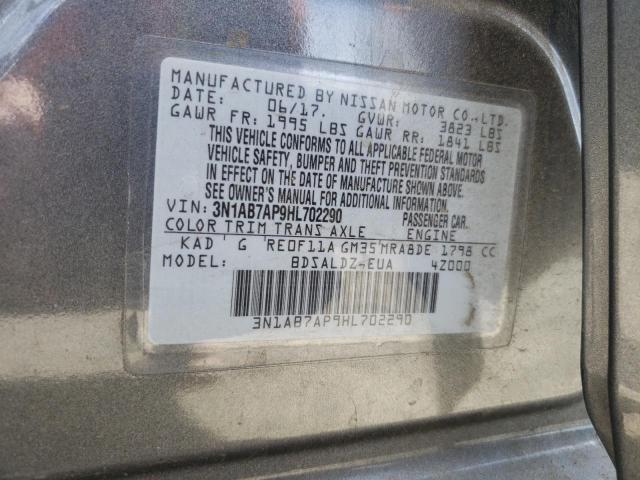 MANUFACTURED BY NISSAN MOTOR CO., LTD.
DATE: 06/17. GVWR: 3823 LBS
GAWR FR: 1995 LBS GAWR RR: 1841 LBS
THIS VEHICLE CONFORMS TO ALL APPLICABLE FEDERAL MOTOR
VEHICLE SAFETY, BUMPER AND THEFT PREVENTION STANDARDS
IN EFFECT ON THE DATE OF MANUFACTURE SHOWN ABOVE.
SEE OWNER'S MANUAL FOR ADDITIONAL INFORMATION.
VIN: 3N1AB7AP9HL702290 PASSENGER CAR.
COLOR TRIM TRANS AXLE ENGINE
KAD G RE0F11A GM35 MRA8DE 1798 CC
MODEL: BDSALDZ-EUA 4Z000
3N1AB7AP9HL702290